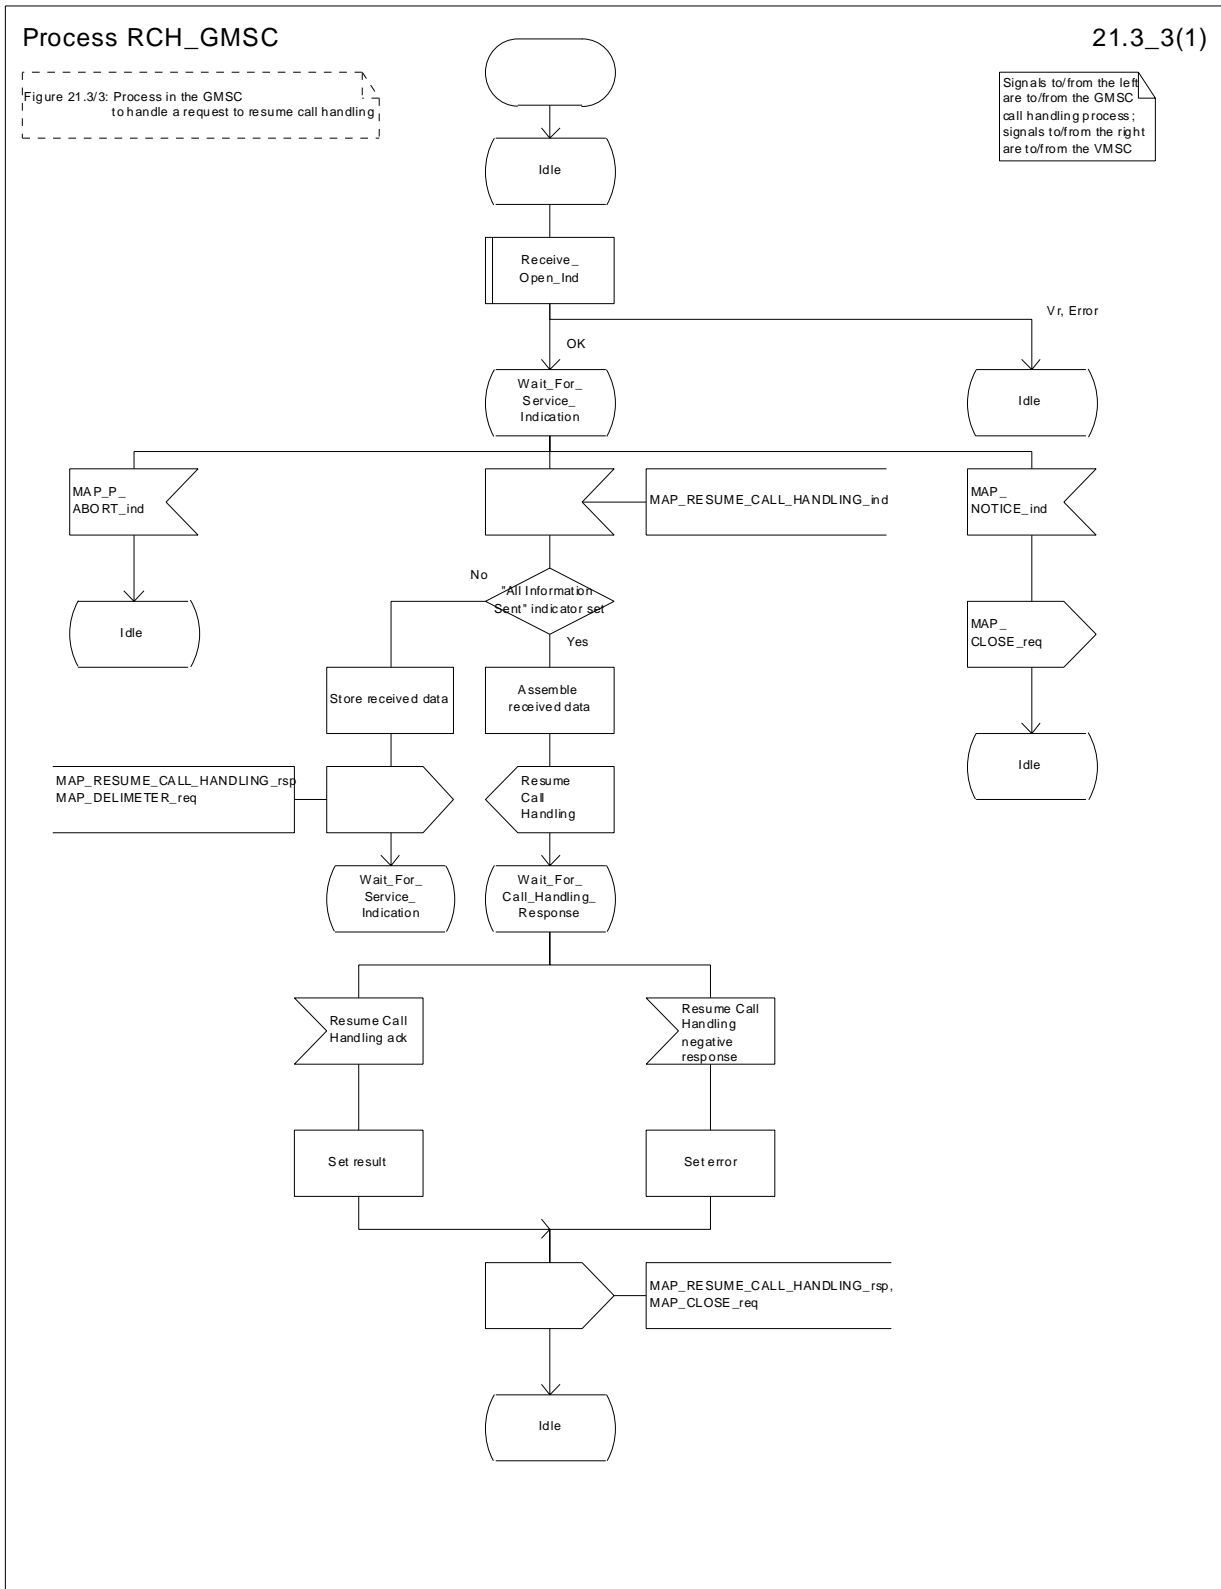 Process RCH_GMSC
21.3_3(1)
Figure 21.3/3: Process in the GMSC
to handle a request to resume call handling
Signals to/from the left
are to/from the GMSC
call handling process;
signals to/from the right
are to/from the VMSC
Idle
Receive_
Open_Ind
Vr, Error
OK
Wait_For_
Service_
Indication
Idle
MAP_P_
ABORT_ind
MAP_RESUME_CALL_HANDLING_ind
MAP_
NOTICE_ind
No
"All Information
Sent" indicator set
Yes
Idle
MAP_
CLOSE_req
Store received data
Assemble
received data
Idle
MAP_RESUME_CALL_HANDLING_rsp
MAP_DELIMETER_req
Resume
Call
Handling
Wait_For_
Service_
Indication
Wait_For_
Call_Handling_
Response
Resume Call
Handling ack
Resume Call
Handling
negative
response
Set result
Set error
MAP_RESUME_CALL_HANDLING_rsp,
MAP_CLOSE_req
Idle